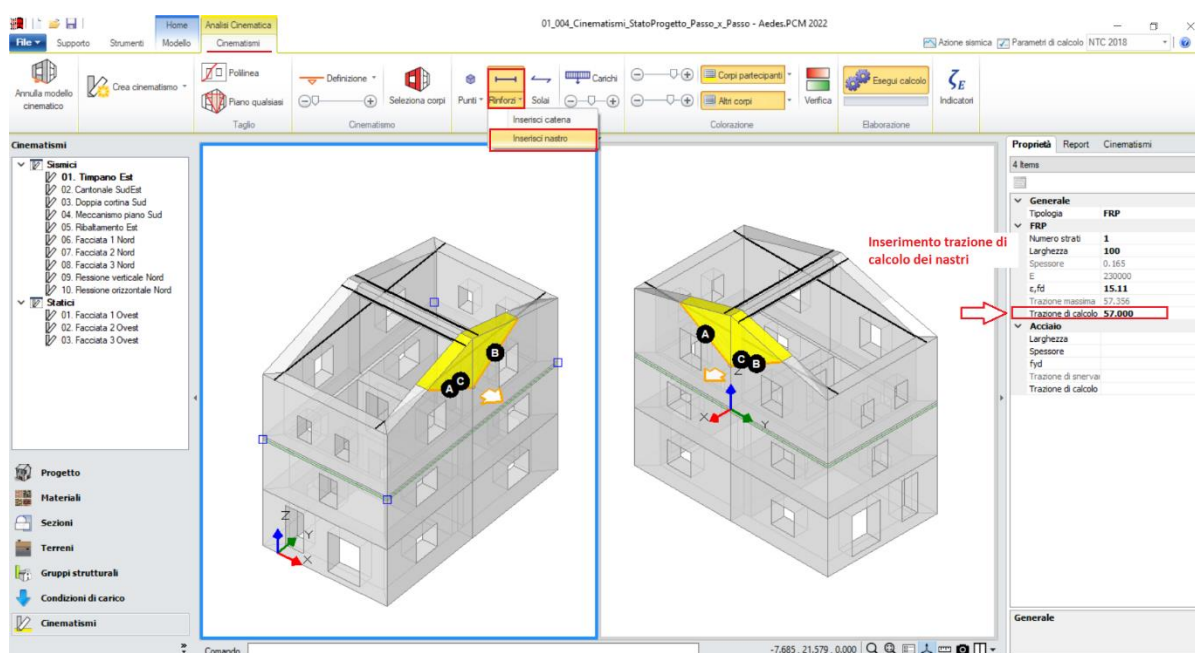 Home
Analisi Cinematica
01_004_Cinematismi_StatoProgetto_Passo_x_Passo - Aedes.PCM 2022
File
Supporto
Strumenti
Modello
Cinematismi
Azione sismica
Parametri di calcolo
NTC 2018
Annulla modello cinematico
Crea cinematismo
Polilinea
Piano qualsiasi
Taglio
Definizione
Seleziona corpi
Cinematismo
Punti
Rinforzi
Solai
Carichi
Inserisci catena
Inserisci nastro
Corpi partecipanti
Altri corpi
Verifica
Colorazione
Esegui calcolo
Elaborazione
ζE
Indicatori
Cinematismi
Sismici
01. Timpano Est
02. Cantonale SudEst
03. Doppia cortina Sud
04. Meccanismo piano Sud
05. Ribaltamento Est
06. Facciata 1 Nord
07. Facciata 2 Nord
08. Facciata 3 Nord
09. Flessione verticale Nord
10. Flessione orizzontale Nord
Statici
01. Facciata 1 Ovest
02. Facciata 2 Ovest
03. Facciata 3 Ovest
Progetto
Materiali
Sezioni
Terreni
Gruppi strutturali
Condizioni di carico
Cinematismi
A
C
B
Z
Y
X
A
C
B
Z
X
Y
Inserimento trazione di
calcolo dei nastri
Proprietà Report Cinematismi
4 Items
Generale
Tipologia FRP
FRP
Numero strati 1
Larghezza 100
Spessore 0.165
E 230000
ε,fd 15.11
Trazione massima 57.356
Trazione di calcolo 57.000
Acciaio
Larghezza
Spessore
fyd
Trazione di snervai
Trazione di calcolo
Generale
Comando
-7.685 , 21.579 , 0.000